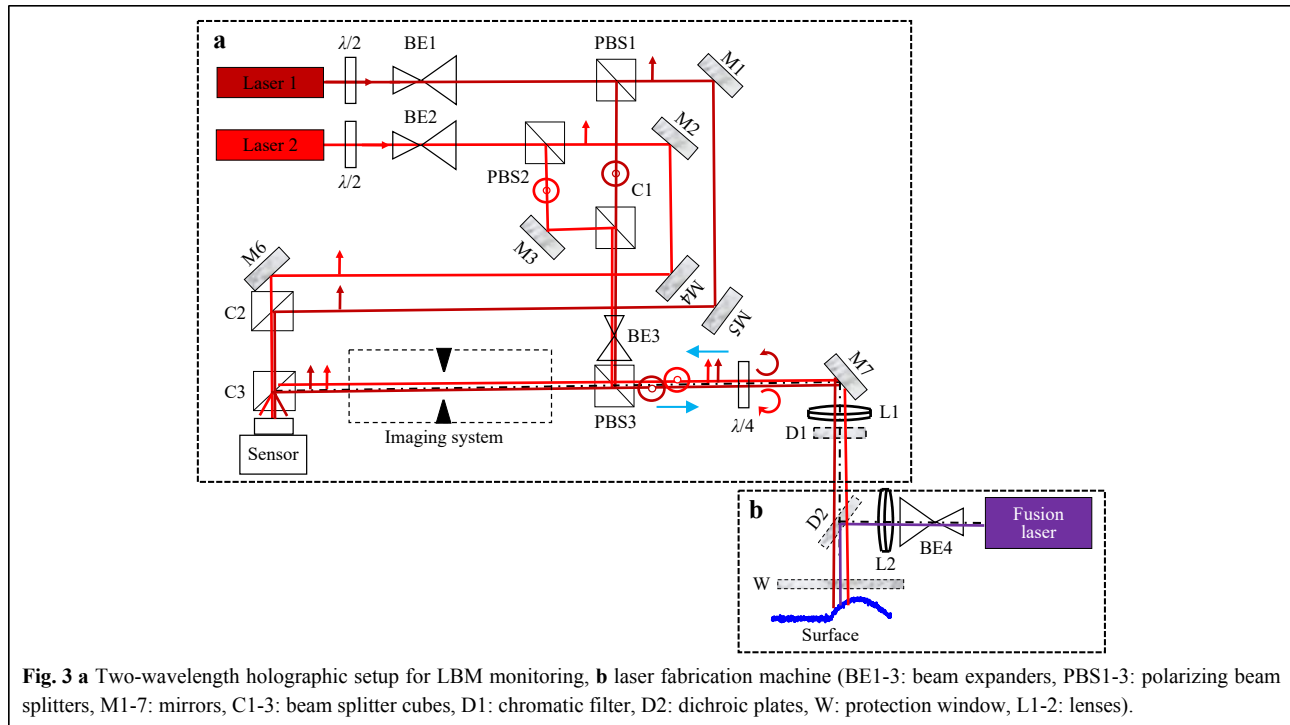 a
λ/2
BE1
PBS1
M1
Laser 1
BE2
M2
Laser 2
λ/2
PBS2
C1
M3
M6
M4
M5
C2
BE3
M7
C3
PBS3
λ/4
L1
D1
Imaging system
Sensor
b
D2
Fusion
laser
BE4
L2
W
Surface
Fig. 3 a Two-wavelength holographic setup for LBM monitoring, b laser fabrication machine (BE1-3: beam expanders, PBS1-3: polarizing beam
splitters, M1-7: mirrors, C1-3: beam splitter cubes, D1: chromatic filter, D2: dichroic plates, W: protection window, L1-2: lenses).